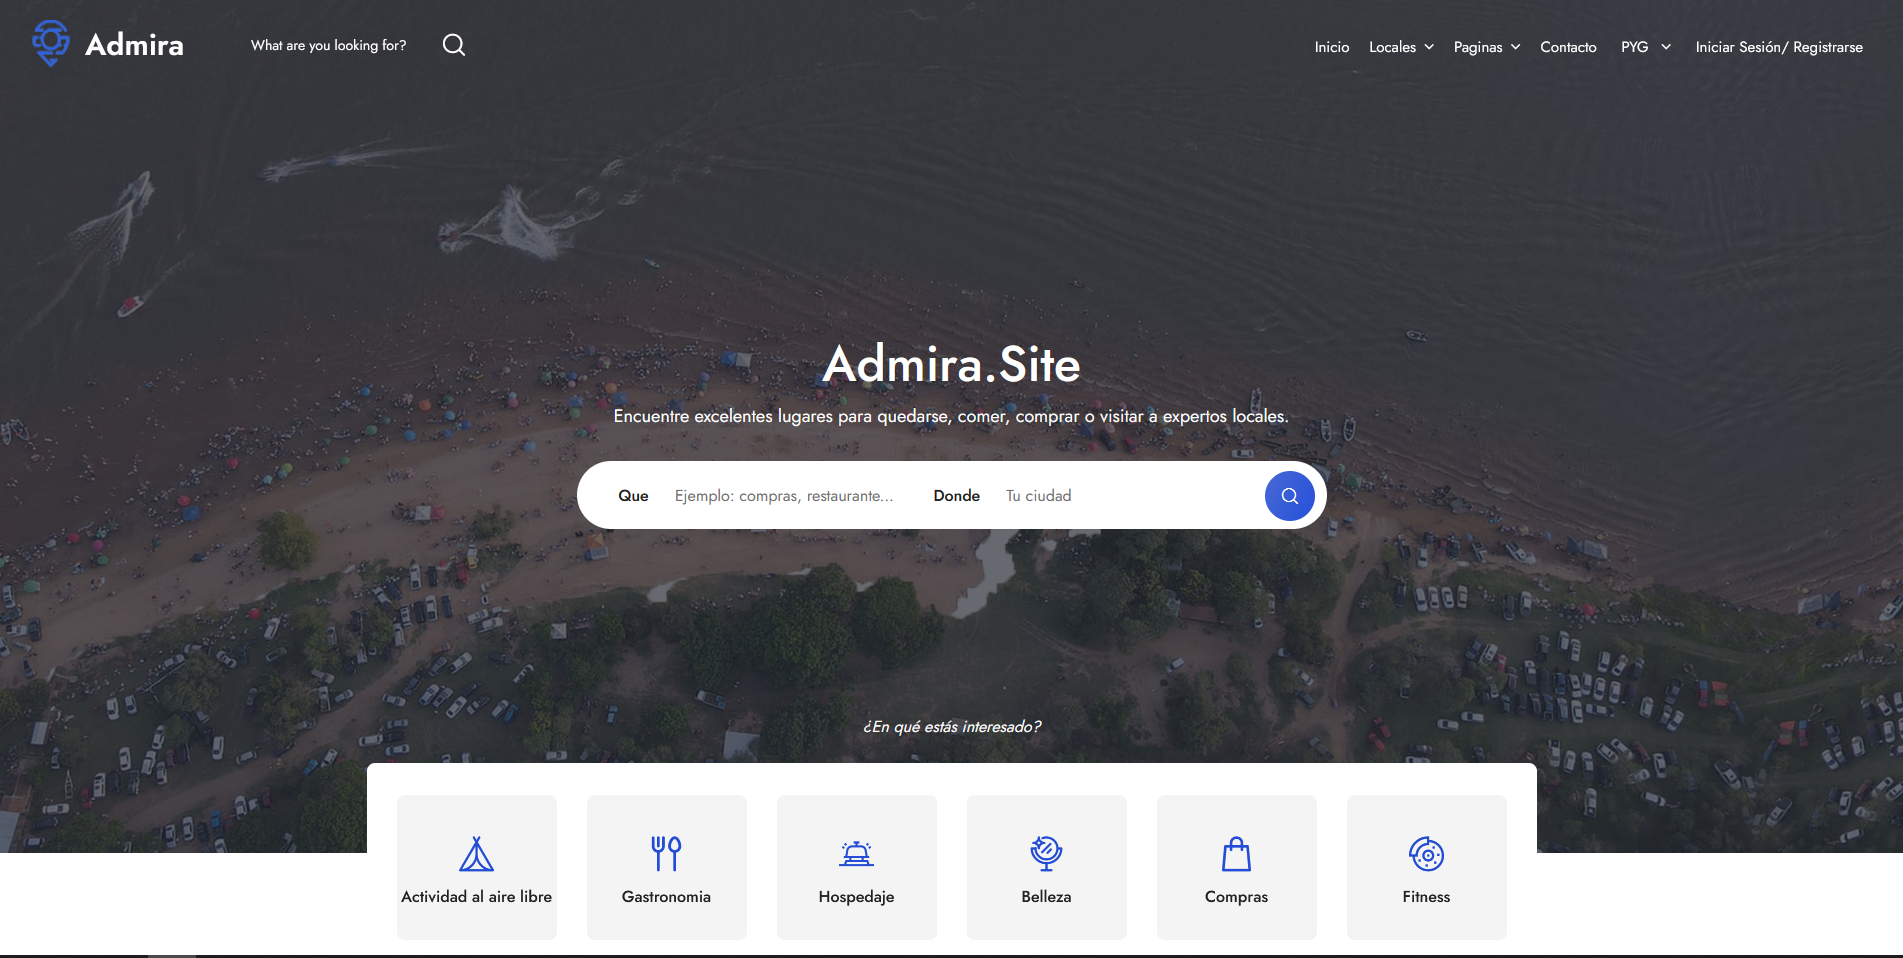 Admira
What are you looking for?
Inicio
Locales
Paginas
Contacto
PYG
Iniciar Sesión/ Registrarse
Admira.Site
Encuentre excelentes lugares para quedarse, comer, comprar o visitar a expertos locales.
Que
Ejemplo: compras, restaurante...
Donde
Tu ciudad
¿En qué estás interesado?
Actividad al aire libre
Gastronomia
Hospedaje
Belleza
Compras
Fitness